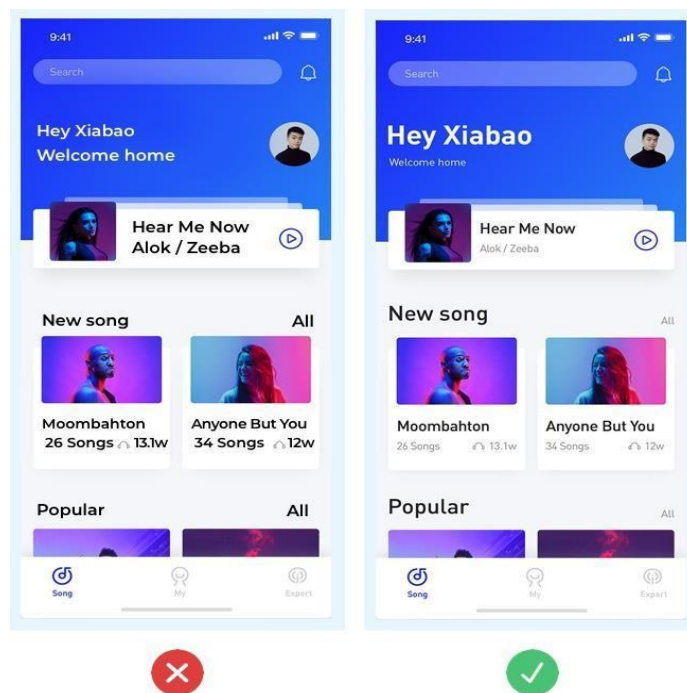 9:41
Search
Hey Xiabao
Welcome home
Hear Me Now
Alok / Zeeba
New song All
Moombahton
26 Songs 13.1w
Anyone But You
34 Songs 12w
Popular All
Song My Expert
9:41
Search
Hey Xiabao
Welcome home
Hear Me Now
Alok / Zeeba
New song All
Moombahton
26 Songs 13.1w
Anyone But You
34 Songs 12w
Popular All
Song My Expert